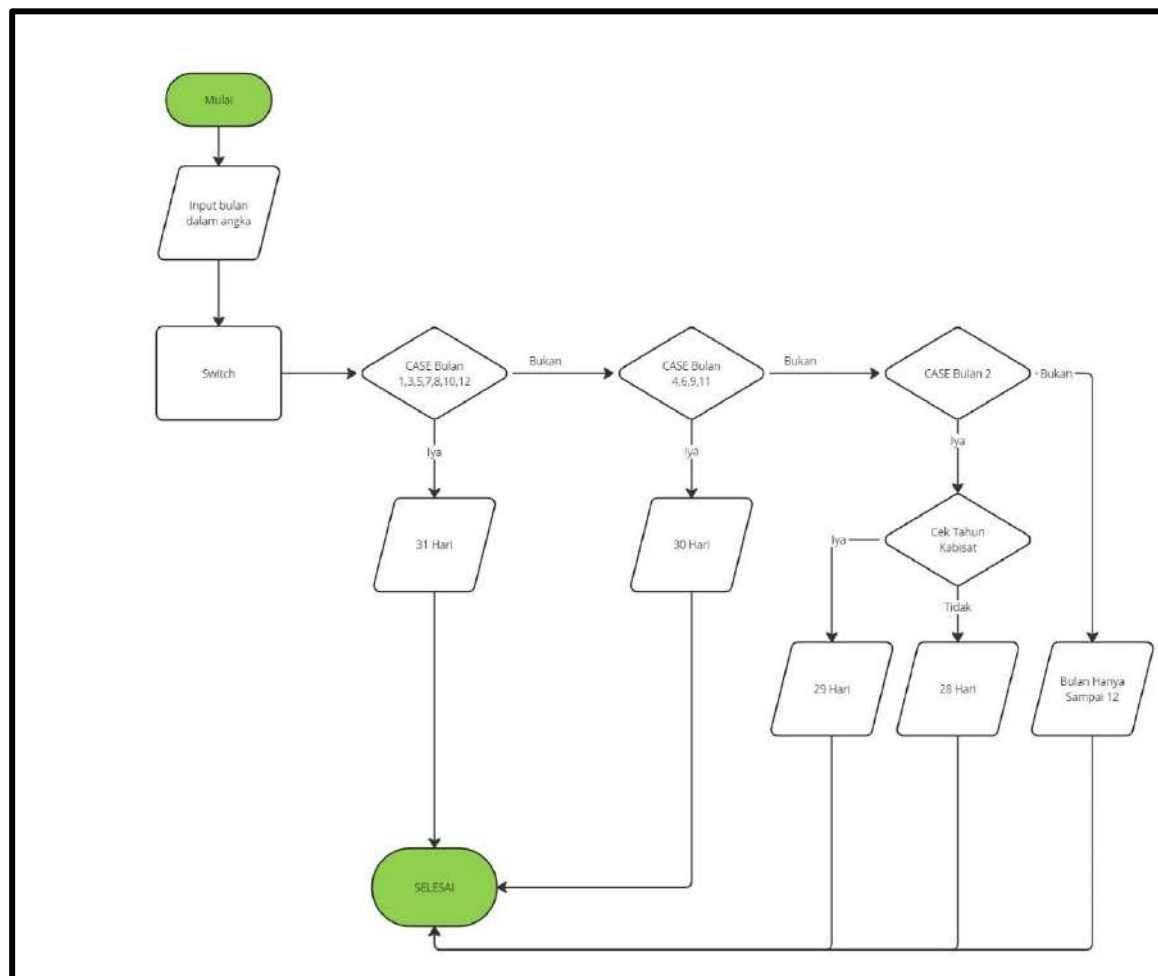 Mulai
Input bulan
dalam angka
Switch
CASE Bulan
1,3,5,7,8,10,12
Bukan
CASE Bulan
4,6,9,11
Bukan
CASE Bulan 2
Bukan
Iya
Iya
Iya
31 Hari
30 Hari
Cek Tahun
Kabisat
Iya
Tidak
29 Hari
28 Hari
Bulan Hanya
Sampai 12
SELESAI